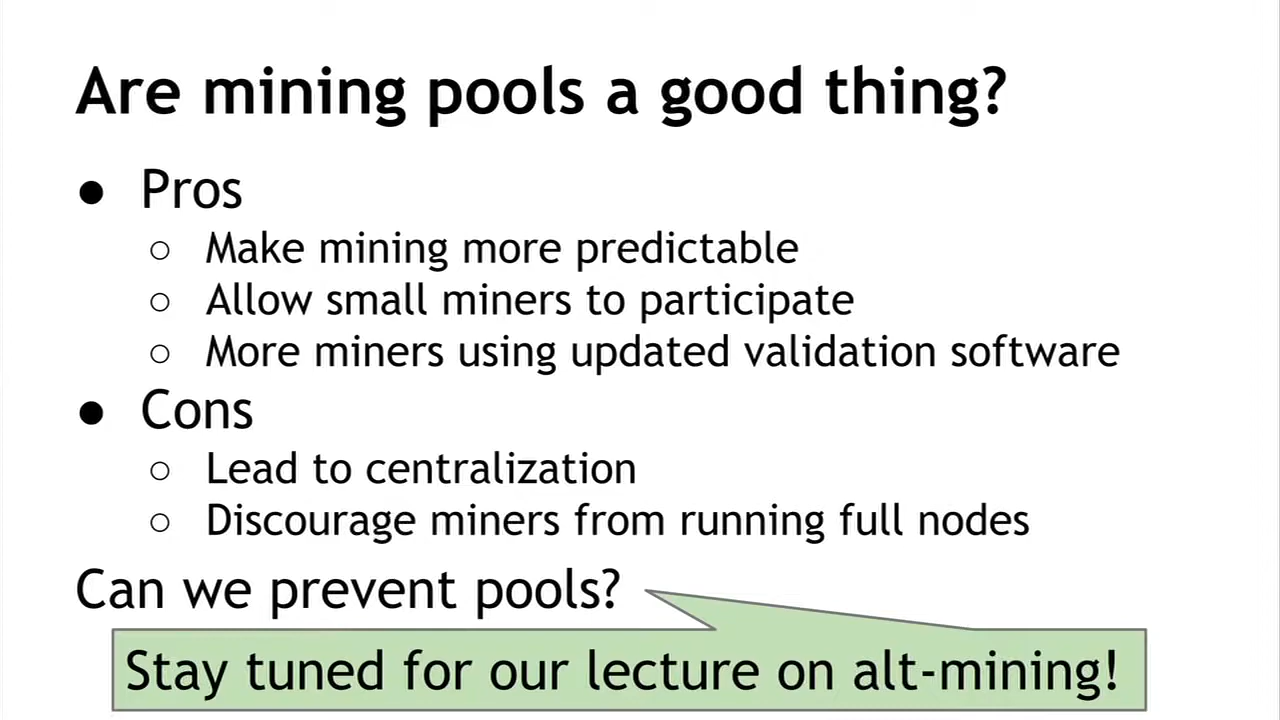 Are mining pools a good thing?
● Pros
○ Make mining more predictable
○ Allow small miners to participate
○ More miners using updated validation software
● Cons
○ Lead to centralization
○ Discourage miners from running full nodes
Can we prevent pools?
Stay tuned for our lecture on alt-mining!